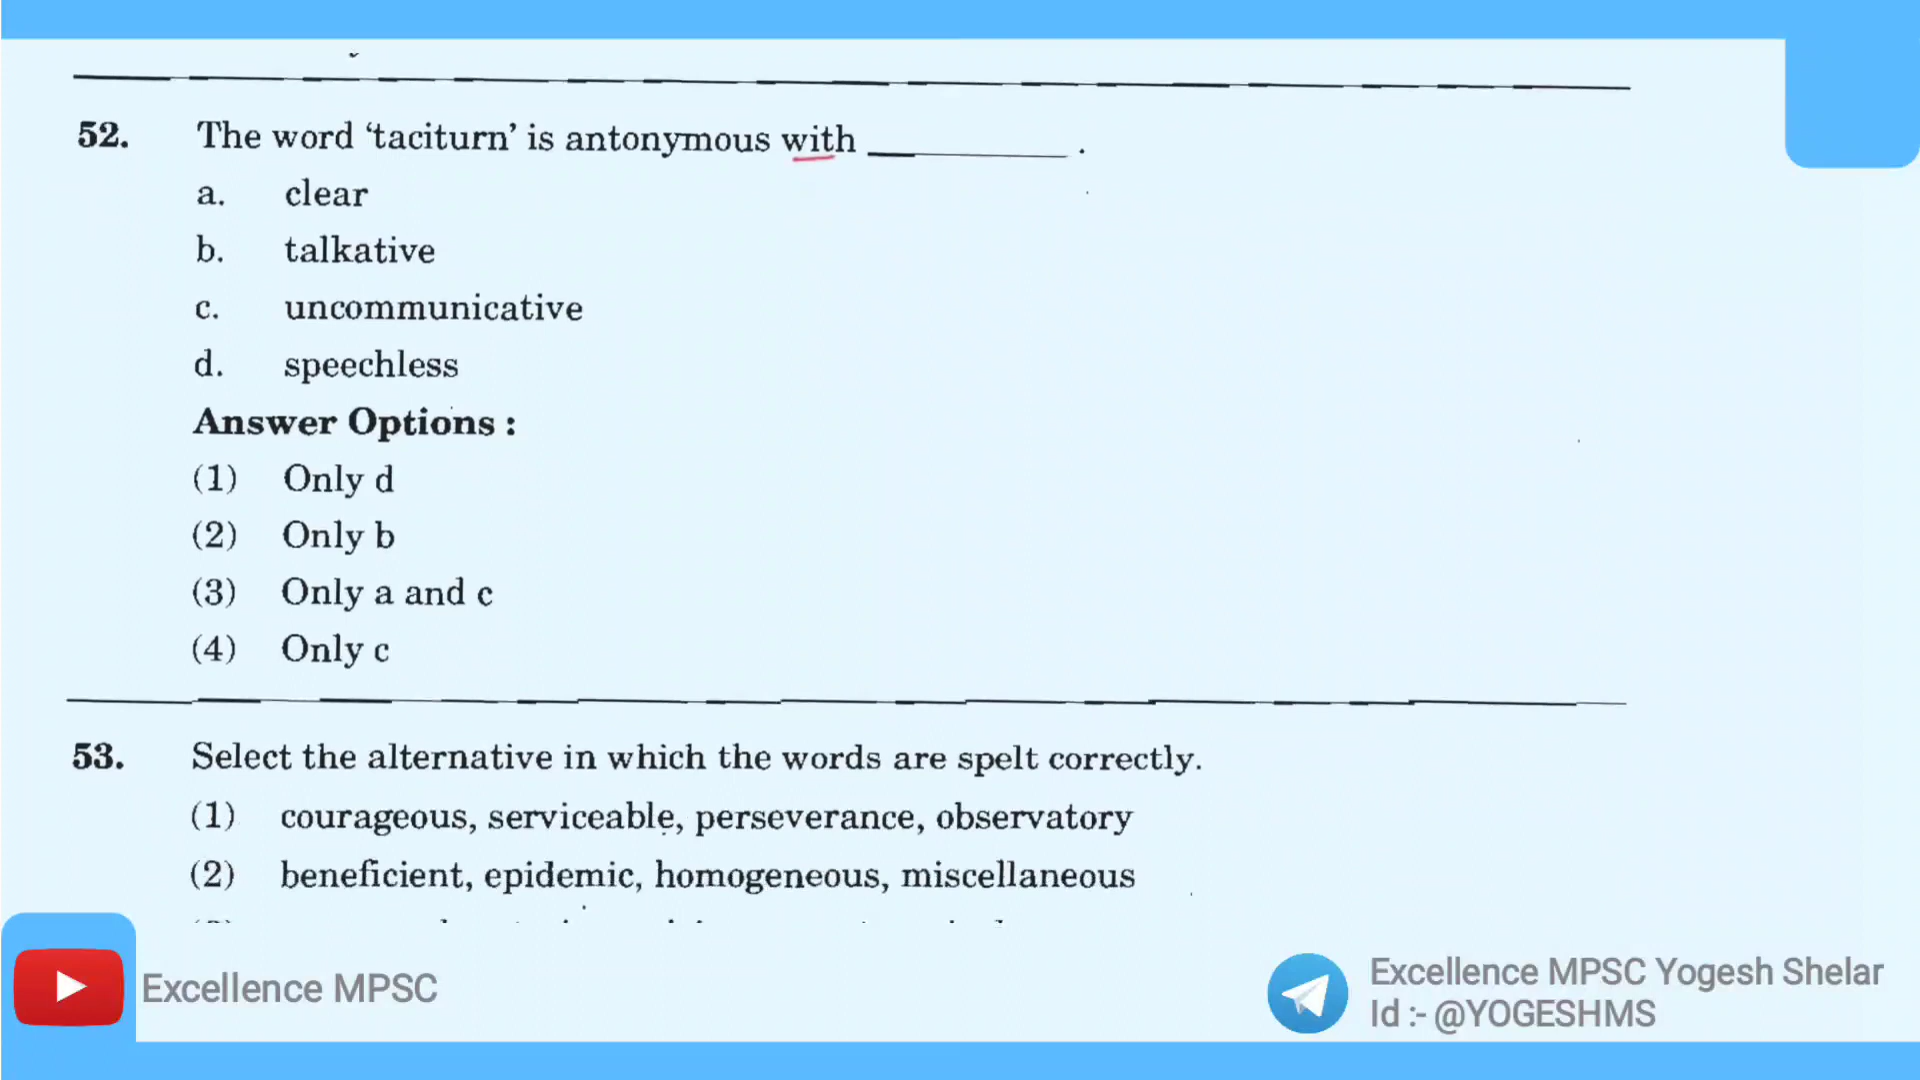 52. The word ‘taciturn’ is antonymous with __________ .
a. clear
b. talkative
c. uncommunicative
d. speechless
Answer Options :
(1) Only d
(2) Only b
(3) Only a and c
(4) Only c
53. Select the alternative in which the words are spelt correctly.
(1) courageous, serviceable, perseverance, observatory
(2) beneficient, epidemic, homogeneous, miscellaneous
Excellence MPSC
Excellence MPSC Yogesh Shelar
Id :- @YOGESHMS